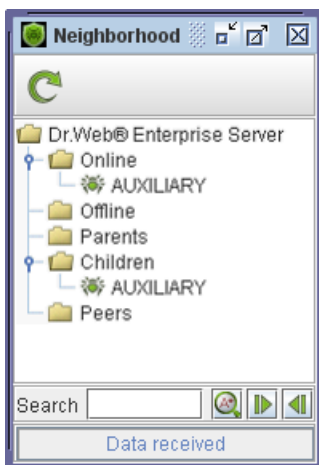 Neighborhood
Dr.Web® Enterprise Server
Online
AUXILIARY
Offline
Parents
Children
AUXILIARY
Peers
Search
Data received